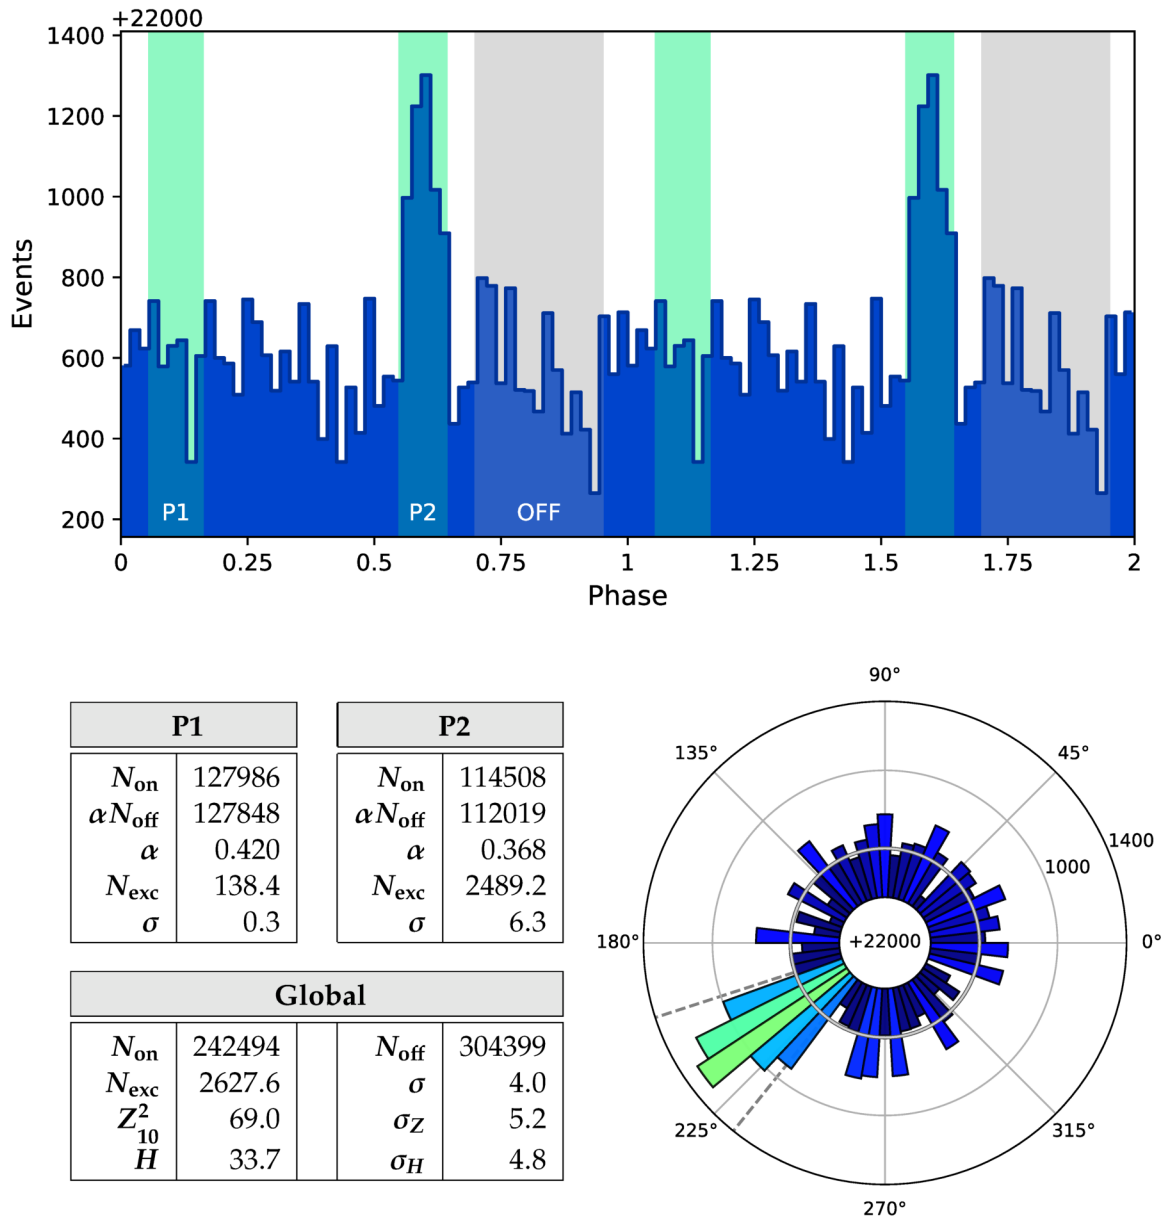 +22000
1400
1200
1000
800
600
400
200
Events
P1 P2 OFF
0 0.25 0.5 0.75 1 1.25 1.5 1.75 2
Phase
P1
N_on 127986
αN_off 127848
α 0.420
N_exc 138.4
σ 0.3
P2
N_on 114508
αN_off 112019
α 0.368
N_exc 2489.2
σ 6.3
Global
N_on 242494 N_off 304399
N_exc 2627.6 σ 4.0
Z²_10 69.0 σ_Z 5.2
H 33.7 σ_H 4.8
90°
135° 45°
1400
1000
180° +22000 0°
225° 315°
270°